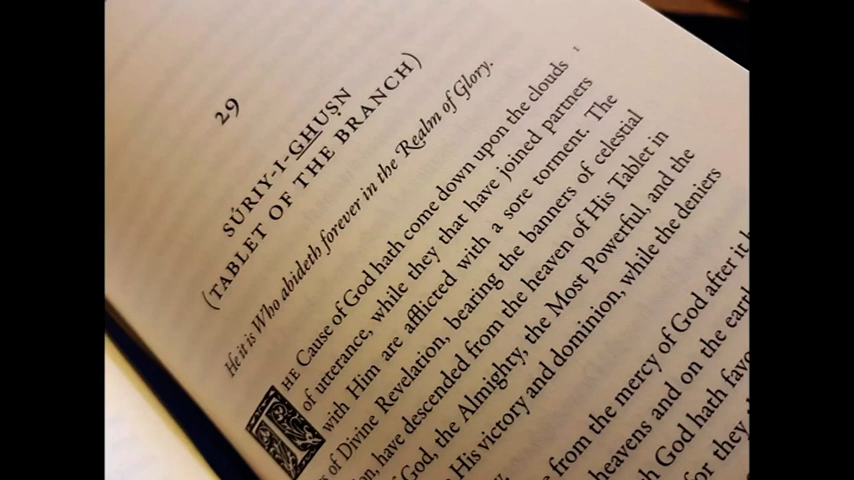 29
SÚRIY-I-GHUṢN
(TABLET OF THE BRANCH)
He it is Who abideth forever in the Realm of Glory.
THE Cause of God hath come down upon the clouds 1
of utterance, while they that have joined partners
with Him are afflicted with a sore torment. The
of Divine Revelation, bearing the banners of celestial
have descended from the heaven of His Tablet in
God, the Almighty, the Most Powerful, and the
His victory and dominion, while the deniers
from the mercy of God after it
heavens and on the
God hath
for they